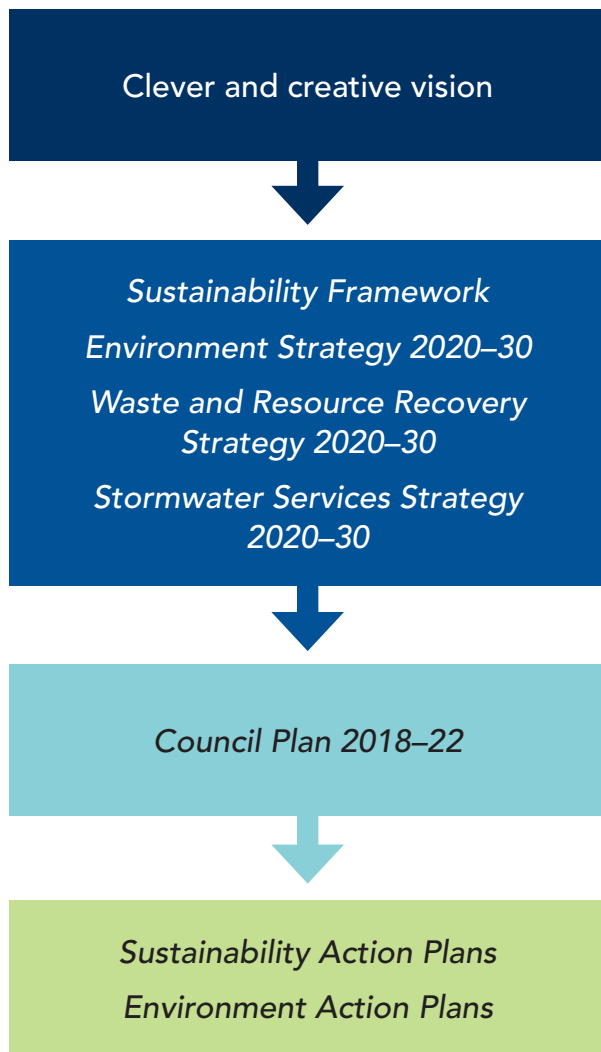 Clever and creative vision
Sustainability Framework
Environment Strategy 2020–30
Waste and Resource Recovery
Strategy 2020–30
Stormwater Services Strategy
2020–30
Council Plan 2018–22
Sustainability Action Plans
Environment Action Plans